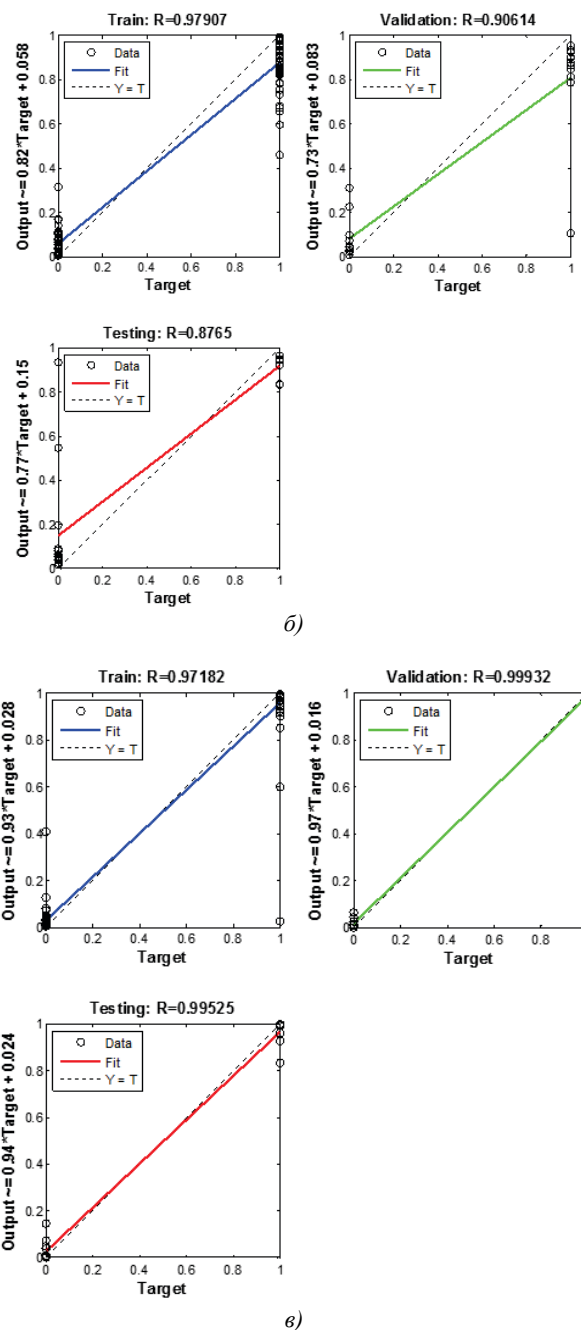 Train: R=0.97907
Output ~= 0.82*Target + 0.058
1
0.8
0.6
0.4
0.2
0
Data
Fit
Y = T
0 0.2 0.4 0.6 0.8 1
Target
Validation: R=0.90614
Output ~= 0.73*Target + 0.083
1
0.8
0.6
0.4
0.2
0
Data
Fit
Y = T
0 0.2 0.4 0.6 0.8 1
Target
Testing: R=0.8765
Output ~= 0.77*Target + 0.15
1
0.8
0.6
0.4
0.2
0
Data
Fit
Y = T
0 0.2 0.4 0.6 0.8 1
Target
б)
Train: R=0.97182
Output ~= 0.93*Target + 0.028
1
0.8
0.6
0.4
0.2
0
Data
Fit
Y = T
0 0.2 0.4 0.6 0.8 1
Target
Validation: R=0.99932
Output ~= 0.97*Target + 0.016
1
0.8
0.6
0.4
0.2
0
Data
Fit
Y = T
0 0.2 0.4 0.6 0.8
Target
Testing: R=0.99525
Output ~= 0.94*Target + 0.024
1
0.8
0.6
0.4
0.2
0
Data
Fit
Y = T
0 0.2 0.4 0.6 0.8 1
Target
в)